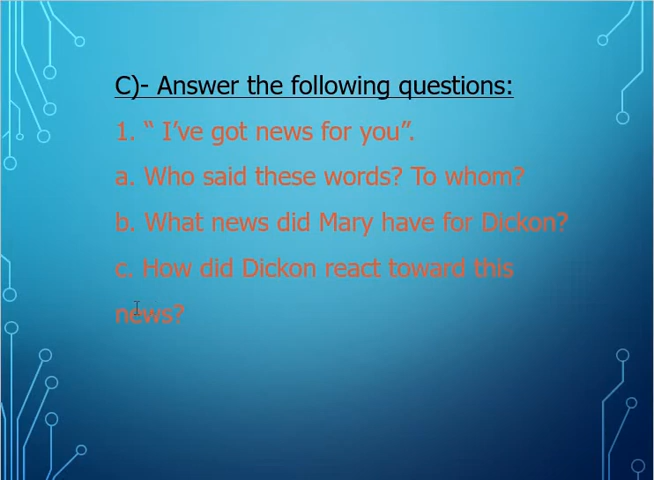 C)- Answer the following questions:
1. “ I’ve got news for you”.
a. Who said these words? To whom?
b. What news did Mary have for Dickon?
c. How did Dickon react toward this
news?